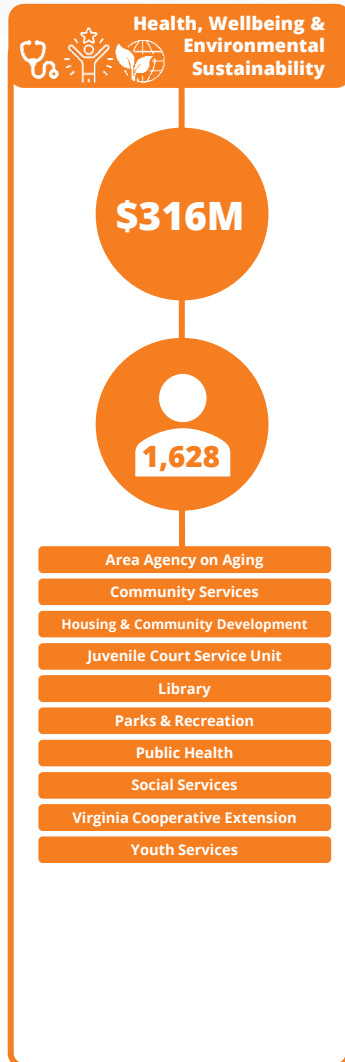 Health, Wellbeing &
Environmental
Sustainability
$316M
1,628
Area Agency on Aging
Community Services
Housing & Community Development
Juvenile Court Service Unit
Library
Parks & Recreation
Public Health
Social Services
Virginia Cooperative Extension
Youth Services